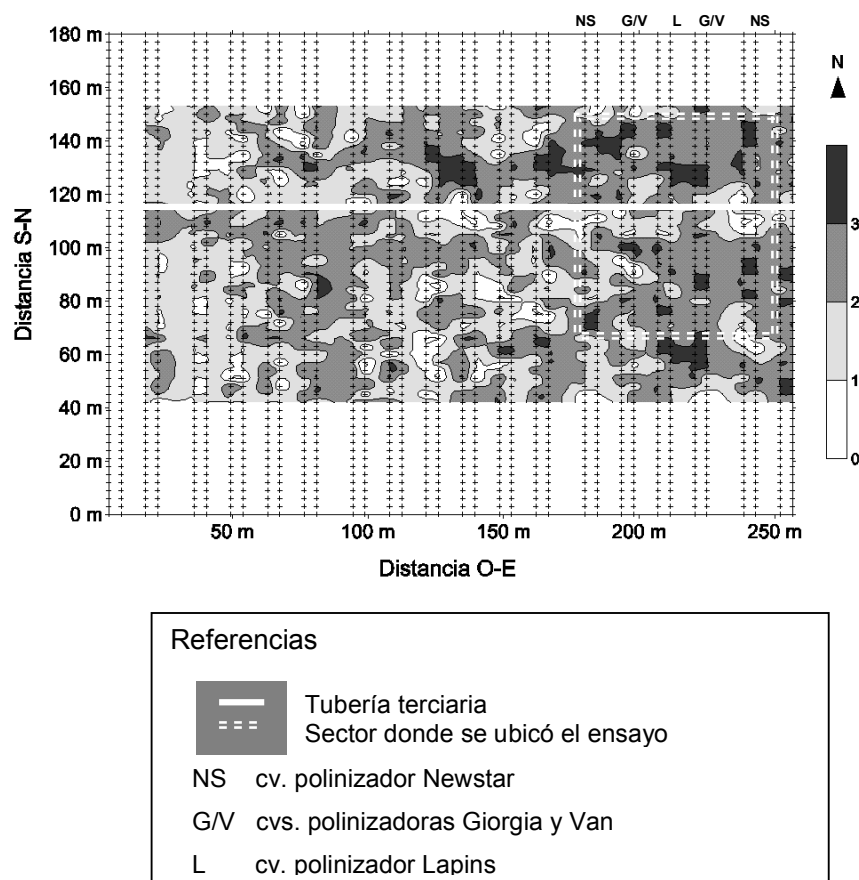 NS G/V L G/V NS
180 m
160 m
140 m
120 m
100 m
80 m
60 m
40 m
20 m
0 m
Distancia S-N
50 m 100 m 150 m 200 m 250 m
Distancia O-E
N
3
2
1
0
Referencias
Tubería terciaria
Sector donde se ubicó el ensayo
NS cv. polinizador Newstar
G/V cvs. polinizadoras Giorgia y Van
L cv. polinizador Lapins